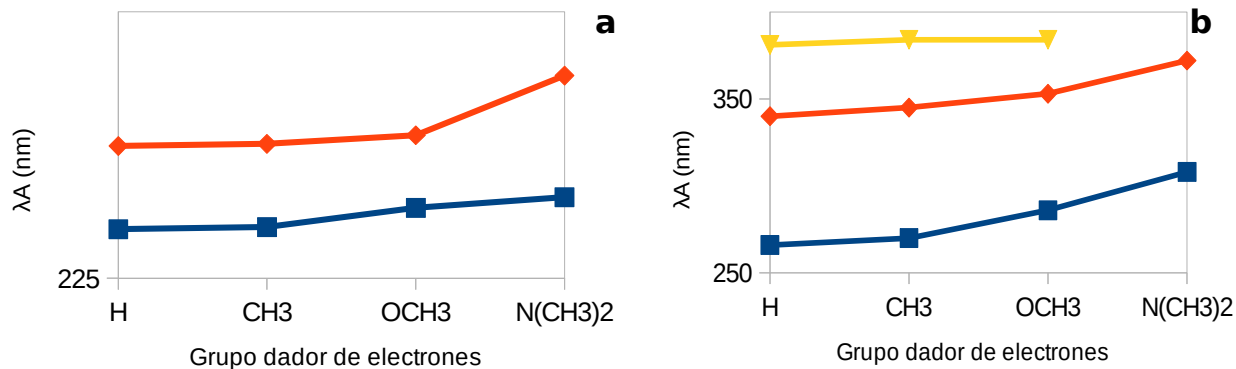 a
λA (nm)
225
H CH3 OCH3 N(CH3)2
Grupo dador de electrones
b
λA (nm)
350
250
H CH3 OCH3 N(CH3)2
Grupo dador de electrones